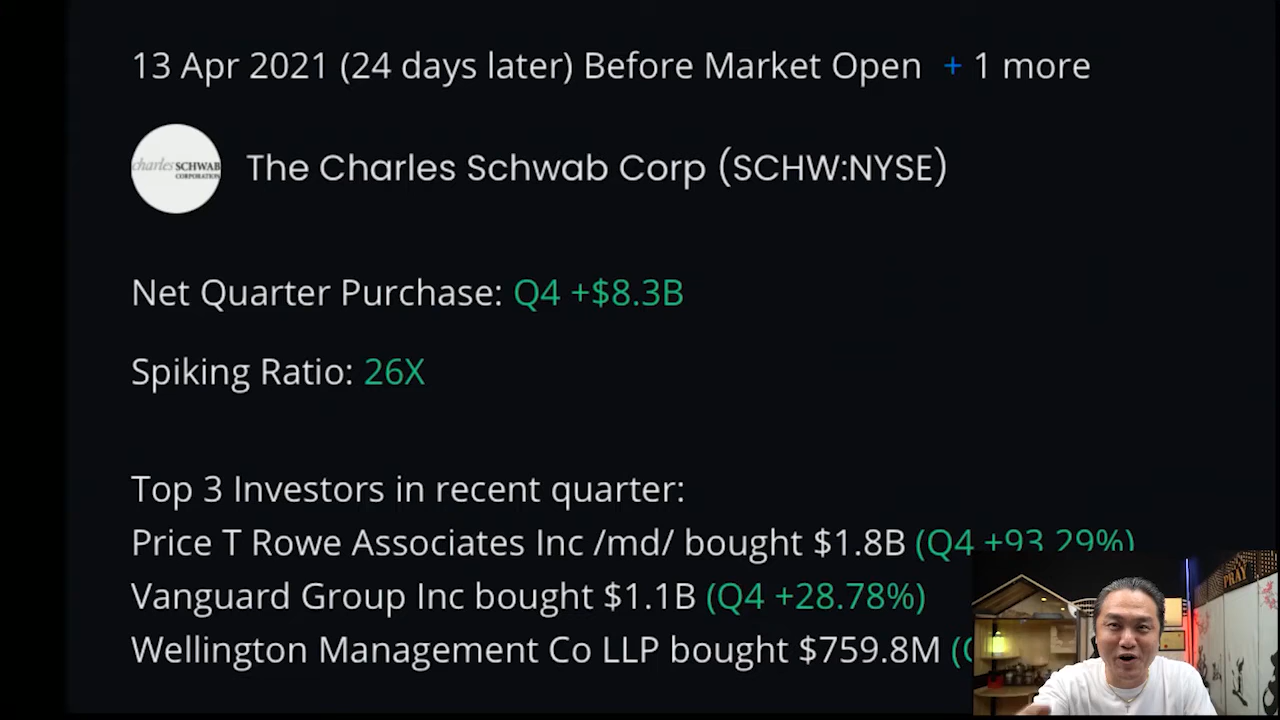 13 Apr 2021 (24 days later) Before Market Open + 1 more
charles SCHWAB
CORPORATION
The Charles Schwab Corp (SCHW:NYSE)
Net Quarter Purchase: Q4 +$8.3B
Spiking Ratio: 26X
Top 3 Investors in recent quarter:
Price T Rowe Associates Inc /md/ bought $1.8B (Q4 +93.29%)
Vanguard Group Inc bought $1.1B (Q4 +28.78%)
Wellington Management Co LLP bought $759.8M
PRAY